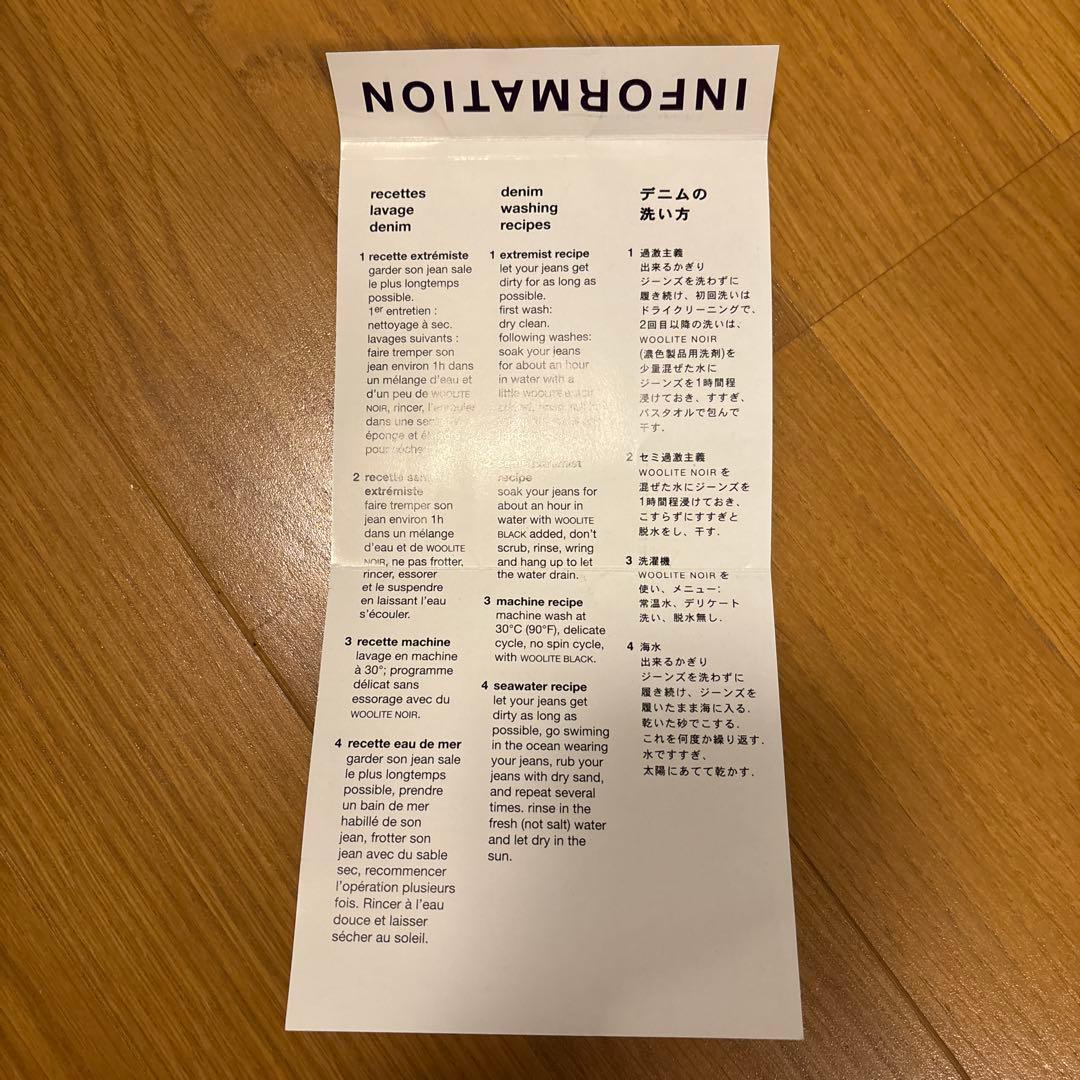 INFORMATION
recettes
lavage
denim
1 recette extrémiste
garder son jean sale
le plus longtemps
possible.
1er entretien :
nettoyage à sec.
lavages suivants :
faire tremper son
jean environ 1h dans
un mélange d'eau et
d'un peu de WOOLITE
NOIR, rincer, l'enrouler
dans une
éponge et
pour sécher
2 recette
extrémiste
faire tremper son
jean environ 1h
dans un mélange
d'eau et de WOOLITE
NOIR, ne pas frotter,
rincer, essorer
et le suspendre
en laissant l'eau
s'écouler.
3 recette machine
lavage en machine
à 30°; programme
délicat sans
essorage avec du
WOOLITE NOIR.
4 recette eau de mer
garder son jean sale
le plus longtemps
possible, prendre
un bain de mer
habillé de son
jean, frotter son
jean avec du sable
sec, recommencer
l'opération plusieurs
fois. Rincer à l'eau
douce et laisser
sécher au soleil.
denim
washing
recipes
1 extremist recipe
let your jeans get
dirty for as long as
possible.
first wash:
dry clean.
following washes:
soak your jeans
for about an hour
in water with a
little WOOLITE BLACK
recipe
soak your jeans for
about an hour in
water with WOOLITE
BLACK added, don't
scrub, rinse, wring
and hang up to let
the water drain.
3 machine recipe
machine wash at
30°C (90°F), delicate
cycle, no spin cycle,
with WOOLITE BLACK.
4 seawater recipe
let your jeans get
dirty as long as
possible, go swiming
in the ocean wearing
your jeans, rub your
jeans with dry sand,
and repeat several
times. rinse in the
fresh (not salt) water
and let dry in the
sun.
デニムの
洗い方
1 過激主義
出来るかぎり
ジーンズを洗わずに
履き続け、初回洗いは
ドライクリーニングで、
2回目以降の洗いは、
WOOLITE NOIR
(濃色製品用洗剤)を
少量混ぜた水に
ジーンズを1時間程
浸けておき、すすぎ、
バスタオルで包んで
干す.
2 セミ過激主義
WOOLITE NOIR を
混ぜた水にジーンズを
1時間程浸けておき、
こすらずにすすぎと
脱水をし、干す.
3 洗濯機
WOOLITE NOIR を
使い、メニュー:
常温水、デリケート
洗い、脱水無し.
4 海水
出来るかぎり
ジーンズを洗わずに
履き続け、ジーンズを
履いたまま海に入る.
乾いた砂でこする.
これを何度か繰り返す.
水ですすぎ、
太陽にあてて乾かす.